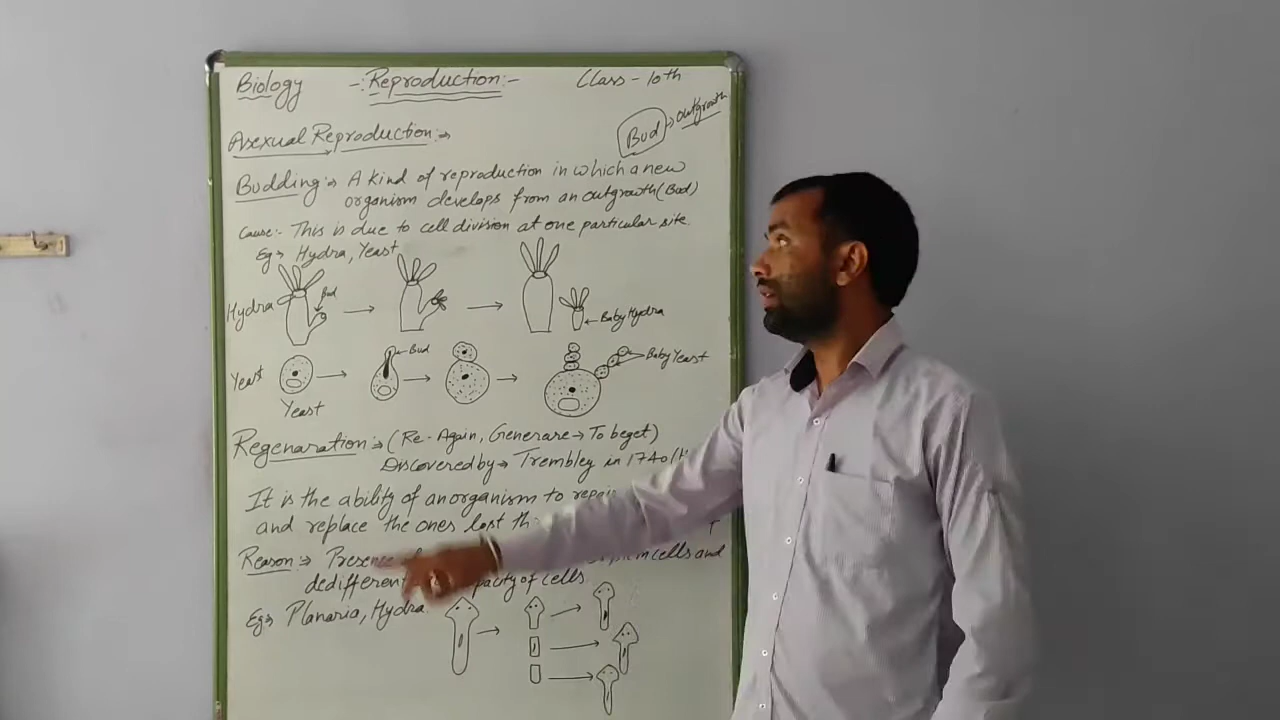 Biology -:Reproduction:- Class - 10th
Bud → outgrowth
Asexual Reproduction:→
Budding:→ A kind of reproduction in which a new
organism develops from an outgrowth (Bud)
Cause:- This is due to cell division at one particular site.
Eg→ Hydra, Yeast
Hydra Bud
Baby Hydra
Yeast Bud Baby Yeast
Yeast
Regenaration:→ (Re-Again, Generare→ To beget)
Discovered by→ Trembley in 1740
It is the ability of an organism to repair
and replace the ones lost
Reason:→ stem cells and
capacity of cells.
Eg→ Planaria, Hydra.